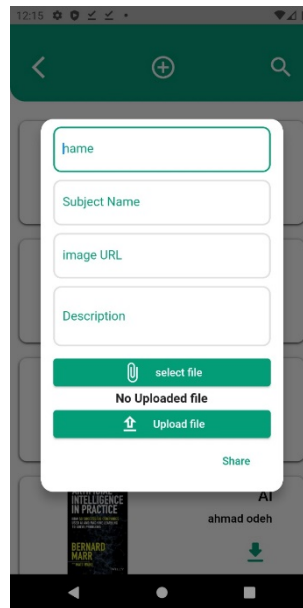 12:15
name
Subject Name
image URL
Description
select file
No Uploaded file
Upload file
Share
INTELLIGENCE
IN PRACTICE
BERNARD
MARR
AI
ahmad odeh